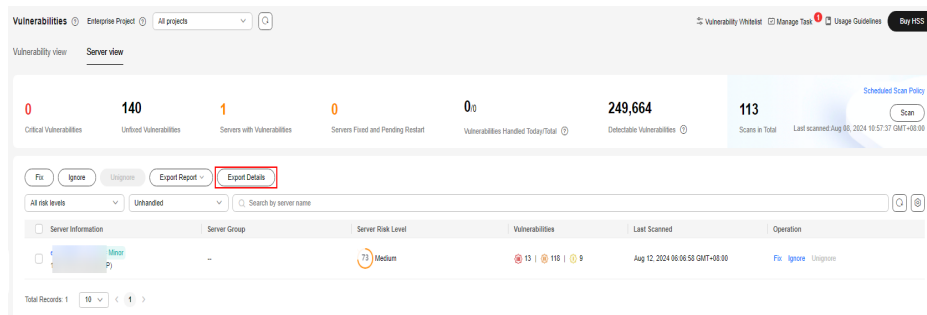 Vulnerabilities Enterprise Project All projects Vulnerability Whitelist Manage Task 1 Usage Guidelines Buy HSS
Vulnerability view Server view
Scheduled Scan Policy
0 140 1 0 0/0 249,664 113 Scan
Critical Vulnerabilities Unfixed Vulnerabilities Servers with Vulnerabilities Servers Fixed and Pending Restart Vulnerabilities Handled Today/Total Detectable Vulnerabilities Scans in Total Last scanned:Aug 08, 2024 10:57:37 GMT+08:00
Fix Ignore Unignore Export Report Export Details
All risk levels Unhandled Search by server name
Server Information Server Group Server Risk Level Vulnerabilities Last Scanned Operation
Minor -- 73 Medium 13 | 118 | 9 Aug 12, 2024 06:06:58 GMT+08:00 Fix Ignore Unignore
P)
Total Records: 1 10 < 1 >